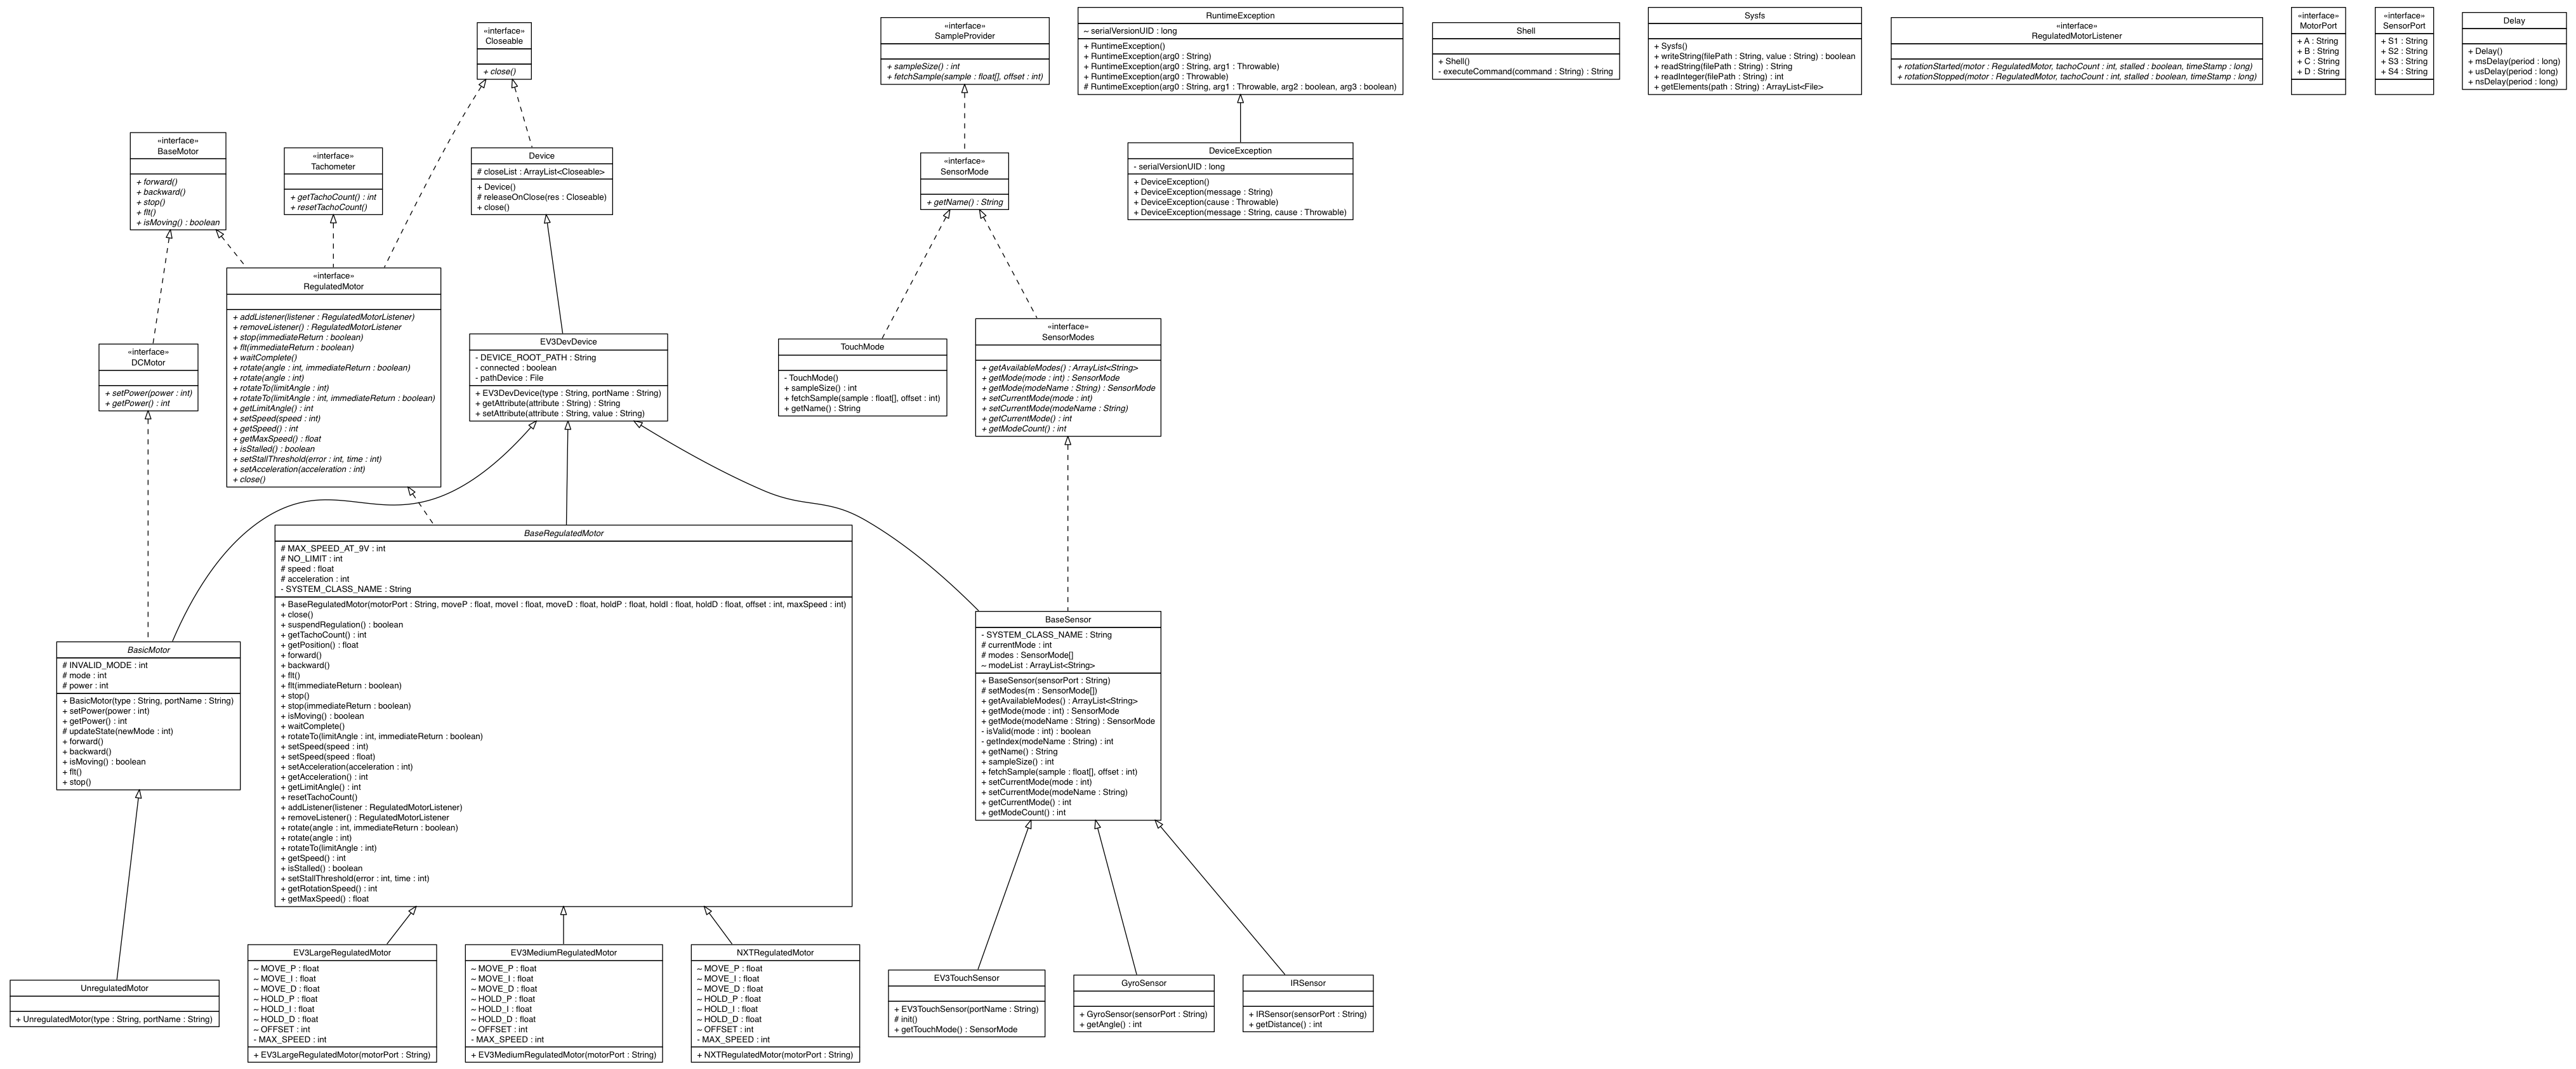 «interface»
Closeable
+ close()
«interface»
SampleProvider
+ sampleSize() : int
+ fetchSample(sample : float[], offset : int)
RuntimeException
~ serialVersionUID : long
+ RuntimeException()
+ RuntimeException(arg0 : String)
+ RuntimeException(arg0 : String, arg1 : Throwable)
+ RuntimeException(arg0 : Throwable)
# RuntimeException(arg0 : String, arg1 : Throwable, arg2 : boolean, arg3 : boolean)
Shell
+ Shell()
- executeCommand(command : String) : String
Sysfs
+ Sysfs()
+ writeString(filePath : String, value : String) : boolean
+ readString(filePath : String) : String
+ readInteger(filePath : String) : int
+ getElements(path : String) : ArrayList<File>
«interface»
RegulatedMotorListener
+ rotationStarted(motor : RegulatedMotor, tachoCount : int, stalled : boolean, timeStamp : long)
+ rotationStopped(motor : RegulatedMotor, tachoCount : int, stalled : boolean, timeStamp : long)
«interface»
MotorPort
+ A : String
+ B : String
+ C : String
+ D : String
«interface»
SensorPort
+ S1 : String
+ S2 : String
+ S3 : String
+ S4 : String
Delay
+ Delay()
+ msDelay(period : long)
+ usDelay(period : long)
+ nsDelay(period : long)
«interface»
BaseMotor
+ forward()
+ backward()
+ stop()
+ flt()
+ isMoving() : boolean
«interface»
Tachometer
+ getTachoCount() : int
+ resetTachoCount()
Device
# closeList : ArrayList<Closeable>
+ Device()
# releaseOnClose(res : Closeable)
+ close()
«interface»
SensorMode
+ getName() : String
DeviceException
- serialVersionUID : long
+ DeviceException()
+ DeviceException(message : String)
+ DeviceException(cause : Throwable)
+ DeviceException(message : String, cause : Throwable)
«interface»
DCMotor
+ setPower(power : int)
+ getPower() : int
«interface»
RegulatedMotor
+ addListener(listener : RegulatedMotorListener)
+ removeListener() : RegulatedMotorListener
+ stop(immediateReturn : boolean)
+ flt(immediateReturn : boolean)
+ waitComplete()
+ rotate(angle : int, immediateReturn : boolean)
+ rotate(angle : int)
+ rotateTo(limitAngle : int)
+ rotateTo(limitAngle : int, immediateReturn : boolean)
+ getLimitAngle() : int
+ setSpeed(speed : int)
+ getSpeed() : int
+ getMaxSpeed() : float
+ isStalled() : boolean
+ setStallThreshold(error : int, time : int)
+ setAcceleration(acceleration : int)
+ close()
EV3DevDevice
- DEVICE_ROOT_PATH : String
- connected : boolean
- pathDevice : File
+ EV3DevDevice(type : String, portName : String)
+ getAttribute(attribute : String) : String
+ setAttribute(attribute : String, value : String)
TouchMode
- TouchMode()
+ sampleSize() : int
+ fetchSample(sample : float[], offset : int)
+ getName() : String
«interface»
SensorModes
+ getAvailableModes() : ArrayList<String>
+ getMode(mode : int) : SensorMode
+ getMode(modeName : String) : SensorMode
+ setCurrentMode(mode : int)
+ setCurrentMode(modeName : String)
+ getCurrentMode() : int
+ getModeCount() : int
BasicMotor
# INVALID_MODE : int
# mode : int
# power : int
+ BasicMotor(type : String, portName : String)
+ setPower(power : int)
+ getPower() : int
# updateState(newMode : int)
+ forward()
+ backward()
+ isMoving() : boolean
+ flt()
+ stop()
BaseRegulatedMotor
# MAX_SPEED_AT_9V : int
# NO_LIMIT : int
# speed : float
# acceleration : int
- SYSTEM_CLASS_NAME : String
+ BaseRegulatedMotor(motorPort : String, moveP : float, moveI : float, moveD : float, holdP : float, holdI : float, holdD : float, offset : int, maxSpeed : int)
+ close()
+ suspendRegulation() : boolean
+ getTachoCount() : int
+ getPosition() : float
+ forward()
+ backward()
+ flt()
+ flt(immediateReturn : boolean)
+ stop()
+ stop(immediateReturn : boolean)
+ isMoving() : boolean
+ waitComplete()
+ rotateTo(limitAngle : int, immediateReturn : boolean)
+ setSpeed(speed : int)
+ setSpeed(speed : float)
+ setAcceleration(acceleration : int)
+ getAcceleration() : int
+ getLimitAngle() : int
+ resetTachoCount()
+ addListener(listener : RegulatedMotorListener)
+ removeListener() : RegulatedMotorListener
+ rotate(angle : int, immediateReturn : boolean)
+ rotate(angle : int)
+ rotateTo(limitAngle : int)
+ getSpeed() : int
+ isStalled() : boolean
+ setStallThreshold(error : int, time : int)
+ getRotationSpeed() : int
+ getMaxSpeed() : float
BaseSensor
- SYSTEM_CLASS_NAME : String
# currentMode : int
# modes : SensorMode[]
~ modeList : ArrayList<String>
+ BaseSensor(sensorPort : String)
# setModes(m : SensorMode[])
+ getAvailableModes() : ArrayList<String>
+ getMode(mode : int) : SensorMode
+ getMode(modeName : String) : SensorMode
- isValid(mode : int) : boolean
- getIndex(modeName : String) : int
+ getName() : String
+ sampleSize() : int
+ fetchSample(sample : float[], offset : int)
+ setCurrentMode(mode : int)
+ setCurrentMode(modeName : String)
+ getCurrentMode() : int
+ getModeCount() : int
UnregulatedMotor
+ UnregulatedMotor(type : String, portName : String)
EV3LargeRegulatedMotor
~ MOVE_P : float
~ MOVE_I : float
~ MOVE_D : float
~ HOLD_P : float
~ HOLD_I : float
~ HOLD_D : float
~ OFFSET : int
- MAX_SPEED : int
+ EV3LargeRegulatedMotor(motorPort : String)
EV3MediumRegulatedMotor
~ MOVE_P : float
~ MOVE_I : float
~ MOVE_D : float
~ HOLD_P : float
~ HOLD_I : float
~ HOLD_D : float
~ OFFSET : int
- MAX_SPEED : int
+ EV3MediumRegulatedMotor(motorPort : String)
NXTRegulatedMotor
~ MOVE_P : float
~ MOVE_I : float
~ MOVE_D : float
~ HOLD_P : float
~ HOLD_I : float
~ HOLD_D : float
~ OFFSET : int
- MAX_SPEED : int
+ NXTRegulatedMotor(motorPort : String)
EV3TouchSensor
+ EV3TouchSensor(portName : String)
# init()
+ getTouchMode() : SensorMode
GyroSensor
+ GyroSensor(sensorPort : String)
+ getAngle() : int
IRSensor
+ IRSensor(sensorPort : String)
+ getDistance() : int